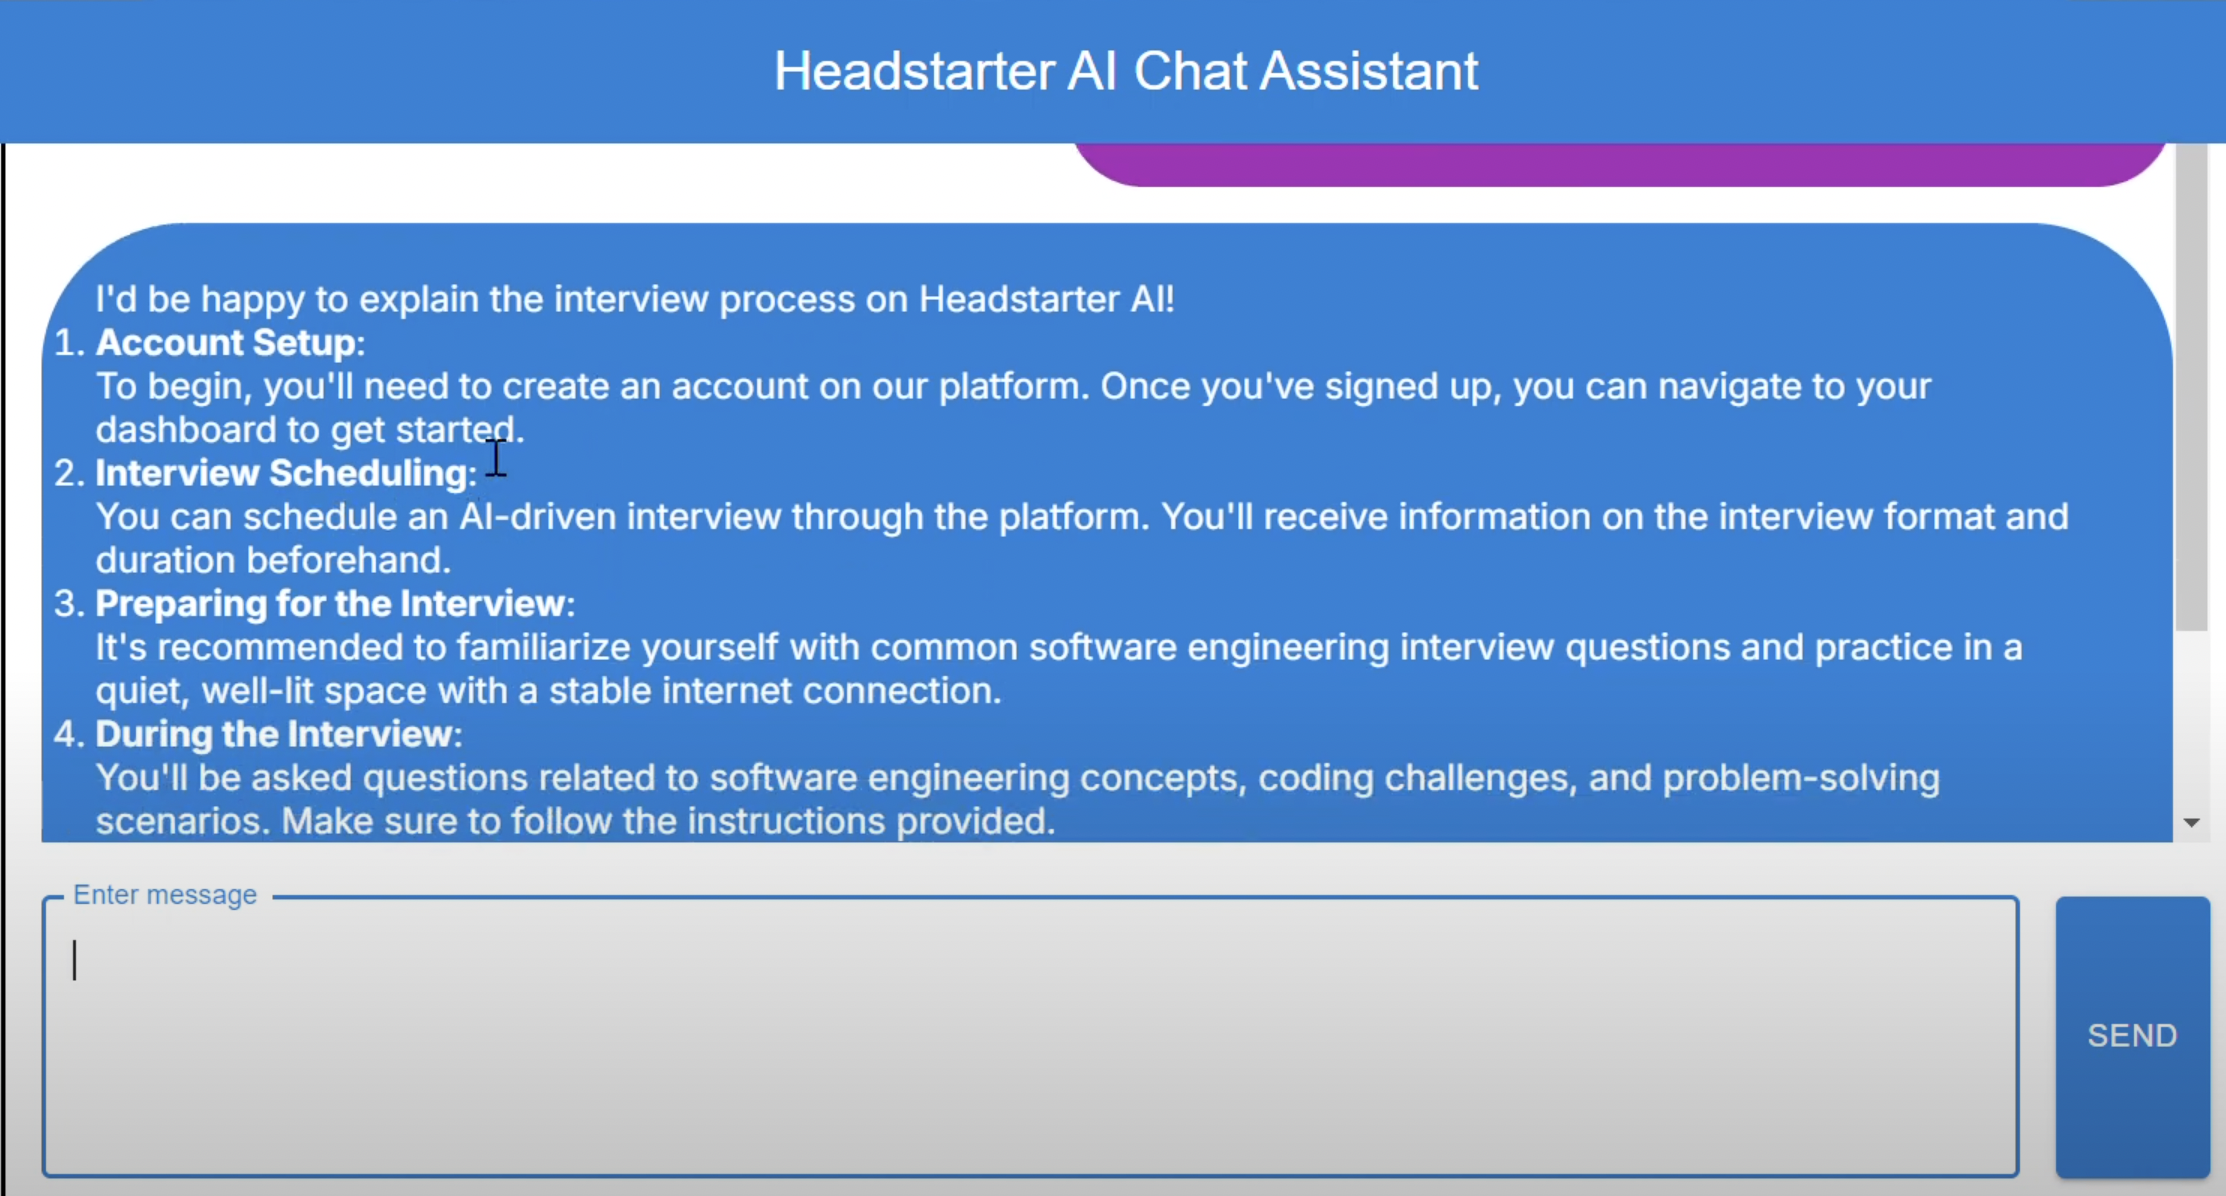 Headstarter AI Chat Assistant
I'd be happy to explain the interview process on Headstarter AI!
1. Account Setup:
To begin, you'll need to create an account on our platform. Once you've signed up, you can navigate to your
dashboard to get started.
2. Interview Scheduling:
You can schedule an AI-driven interview through the platform. You'll receive information on the interview format and
duration beforehand.
3. Preparing for the Interview:
It's recommended to familiarize yourself with common software engineering interview questions and practice in a
quiet, well-lit space with a stable internet connection.
4. During the Interview:
You'll be asked questions related to software engineering concepts, coding challenges, and problem-solving
scenarios. Make sure to follow the instructions provided.
Enter message
SEND